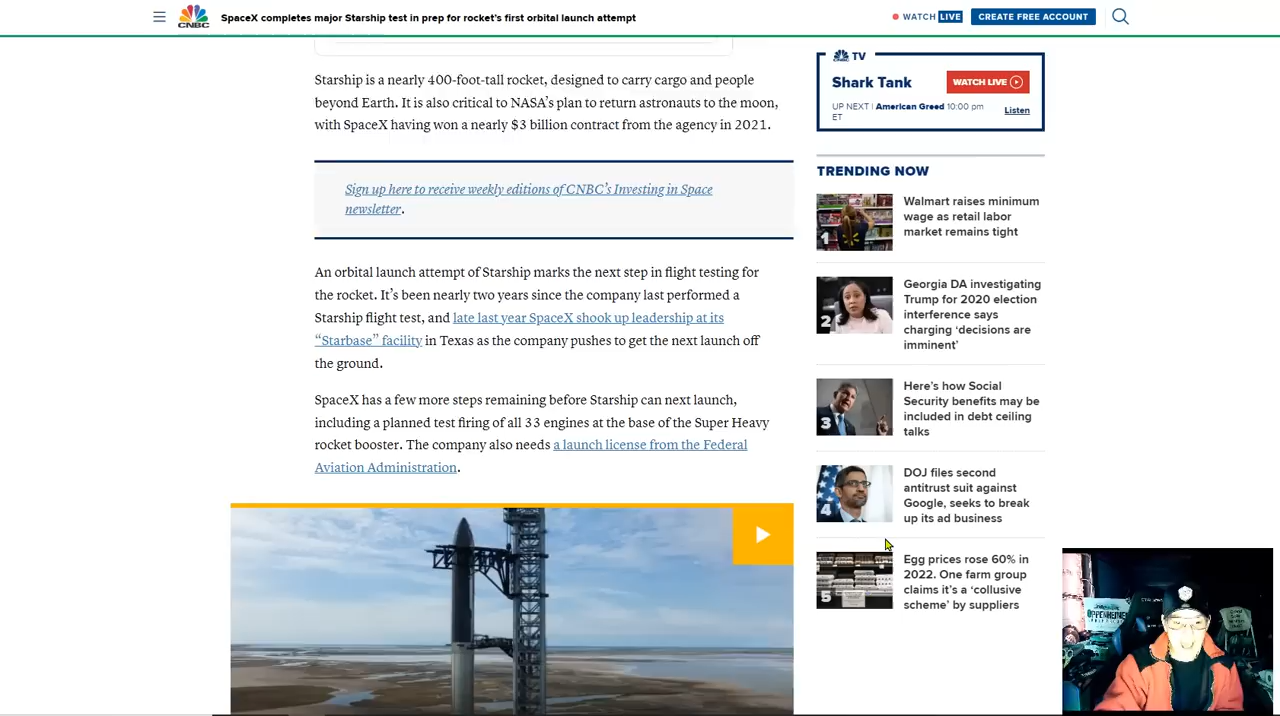 CNBC
SpaceX completes major Starship test in prep for rocket's first orbital launch attempt
WATCH LIVE
CREATE FREE ACCOUNT
Starship is a nearly 400-foot-tall rocket, designed to carry cargo and people
beyond Earth. It is also critical to NASA's plan to return astronauts to the moon,
with SpaceX having won a nearly $3 billion contract from the agency in 2021.
Sign up here to receive weekly editions of CNBC's Investing in Space
newsletter.
An orbital launch attempt of Starship marks the next step in flight testing for
the rocket. It's been nearly two years since the company last performed a
Starship flight test, and late last year SpaceX shook up leadership at its
“Starbase” facility in Texas as the company pushes to get the next launch off
the ground.
SpaceX has a few more steps remaining before Starship can next launch,
including a planned test firing of all 33 engines at the base of the Super Heavy
rocket booster. The company also needs a launch license from the Federal
Aviation Administration.
TV
Shark Tank
WATCH LIVE
UP NEXT | American Greed 10:00 pm
ET
Listen
TRENDING NOW
1
Walmart raises minimum
wage as retail labor
market remains tight
2
Georgia DA investigating
Trump for 2020 election
interference says
charging ‘decisions are
imminent’
3
Here's how Social
Security benefits may be
included in debt ceiling
talks
4
DOJ files second
antitrust suit against
Google, seeks to break
up its ad business
5
Egg prices rose 60% in
2022. One farm group
claims it's a ‘collusive
scheme’ by suppliers
OPPENHEIMER